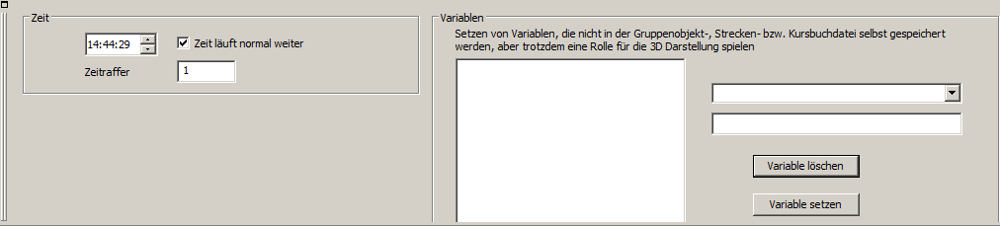 Zeit
14:44:29
Zeit läuft normal weiter
Zeitraffer
1
Variablen
Setzen von Variablen, die nicht in der Gruppenobjekt-, Strecken- bzw. Kursbuchdatei selbst gespeichert
werden, aber trotzdem eine Rolle für die 3D Darstellung spielen
Variable löschen
Variable setzen